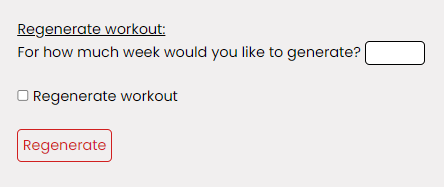 Regenerate workout:
For how much week would you like to generate?
Regenerate workout
Regenerate